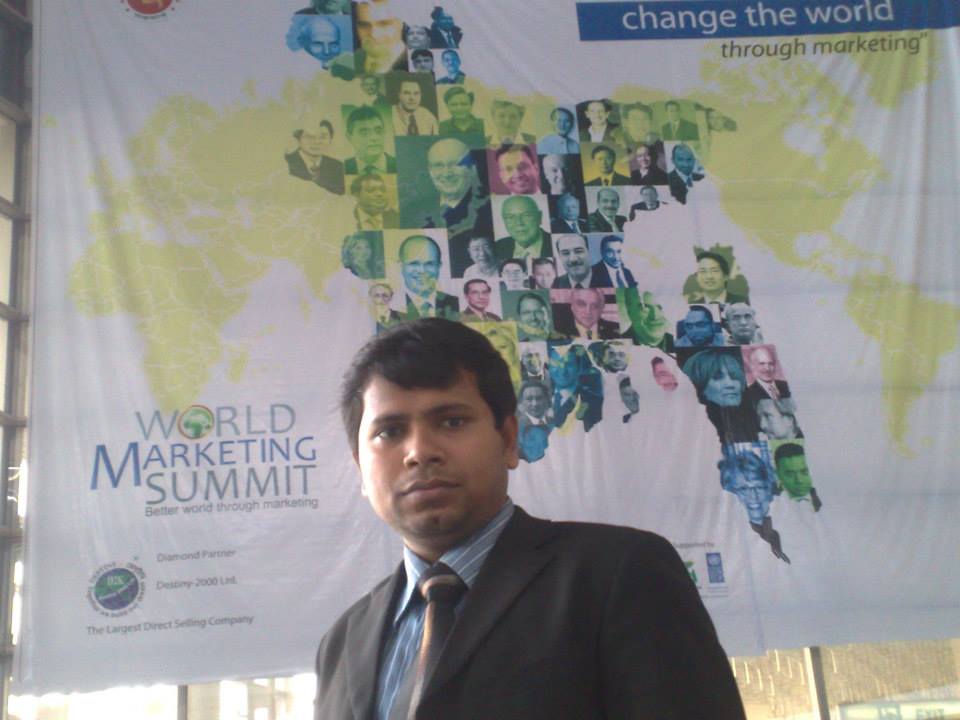 change the world
through marketing"
WORLD
MARKETING
SUMMIT
Better world through marketing
Diamond Partner
Destiny-2000 Ltd.
The Largest Direct Selling Company
EXIT